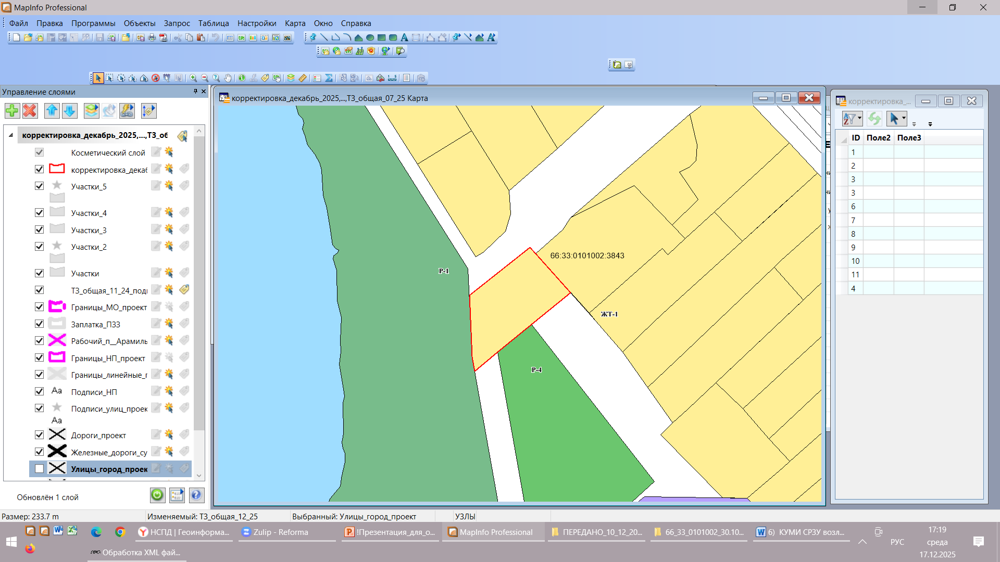 MapInfo Professional
Файл Правка Программы Объекты Запрос Таблица Настройки Карта Окно Справка
Управление слоями
корректировка_декабрь_2025,...,ТЗ_об
Косметический слой
корректировка_декаб
Участки_5
Участки_4
Участки_3
Участки_2
Участки
ТЗ_общая_11_24_под
Границы_МО_проект
Заплатка_ПЗЗ
Рабочий_п__Арамиль
Границы_НП_проект
Границы_линейные_г
Aa Подписи_НП
Подписи_улиц_проек
Aa
Дороги_проект
Железные_дороги_су
Улицы_город_проек
Обновлён 1 слой
корректировка_декабрь_2025,...,ТЗ_общая_07_25 Карта
66:33:0101002:3843
Р-1
ЖТ-1
Р-4
корректировка_...
ID Поле2 Поле3
1
2
3
3
6
7
8
9
10
11
4
Размер: 233.7 m Изменяемый: ТЗ_общая_12_25 Выбранный: Улицы_город_проект УЗЛЫ
НСПД | Геоинформа... Zulip - Reforma !Презентация_для_о... MapInfo Professional ПЕРЕДАНО_10_12_20... 66_33_0101002_30.10... 6) КУМИ СРЗУ возл...
Обработка XML фай...
РУС
17:19
среда
17.12.2025